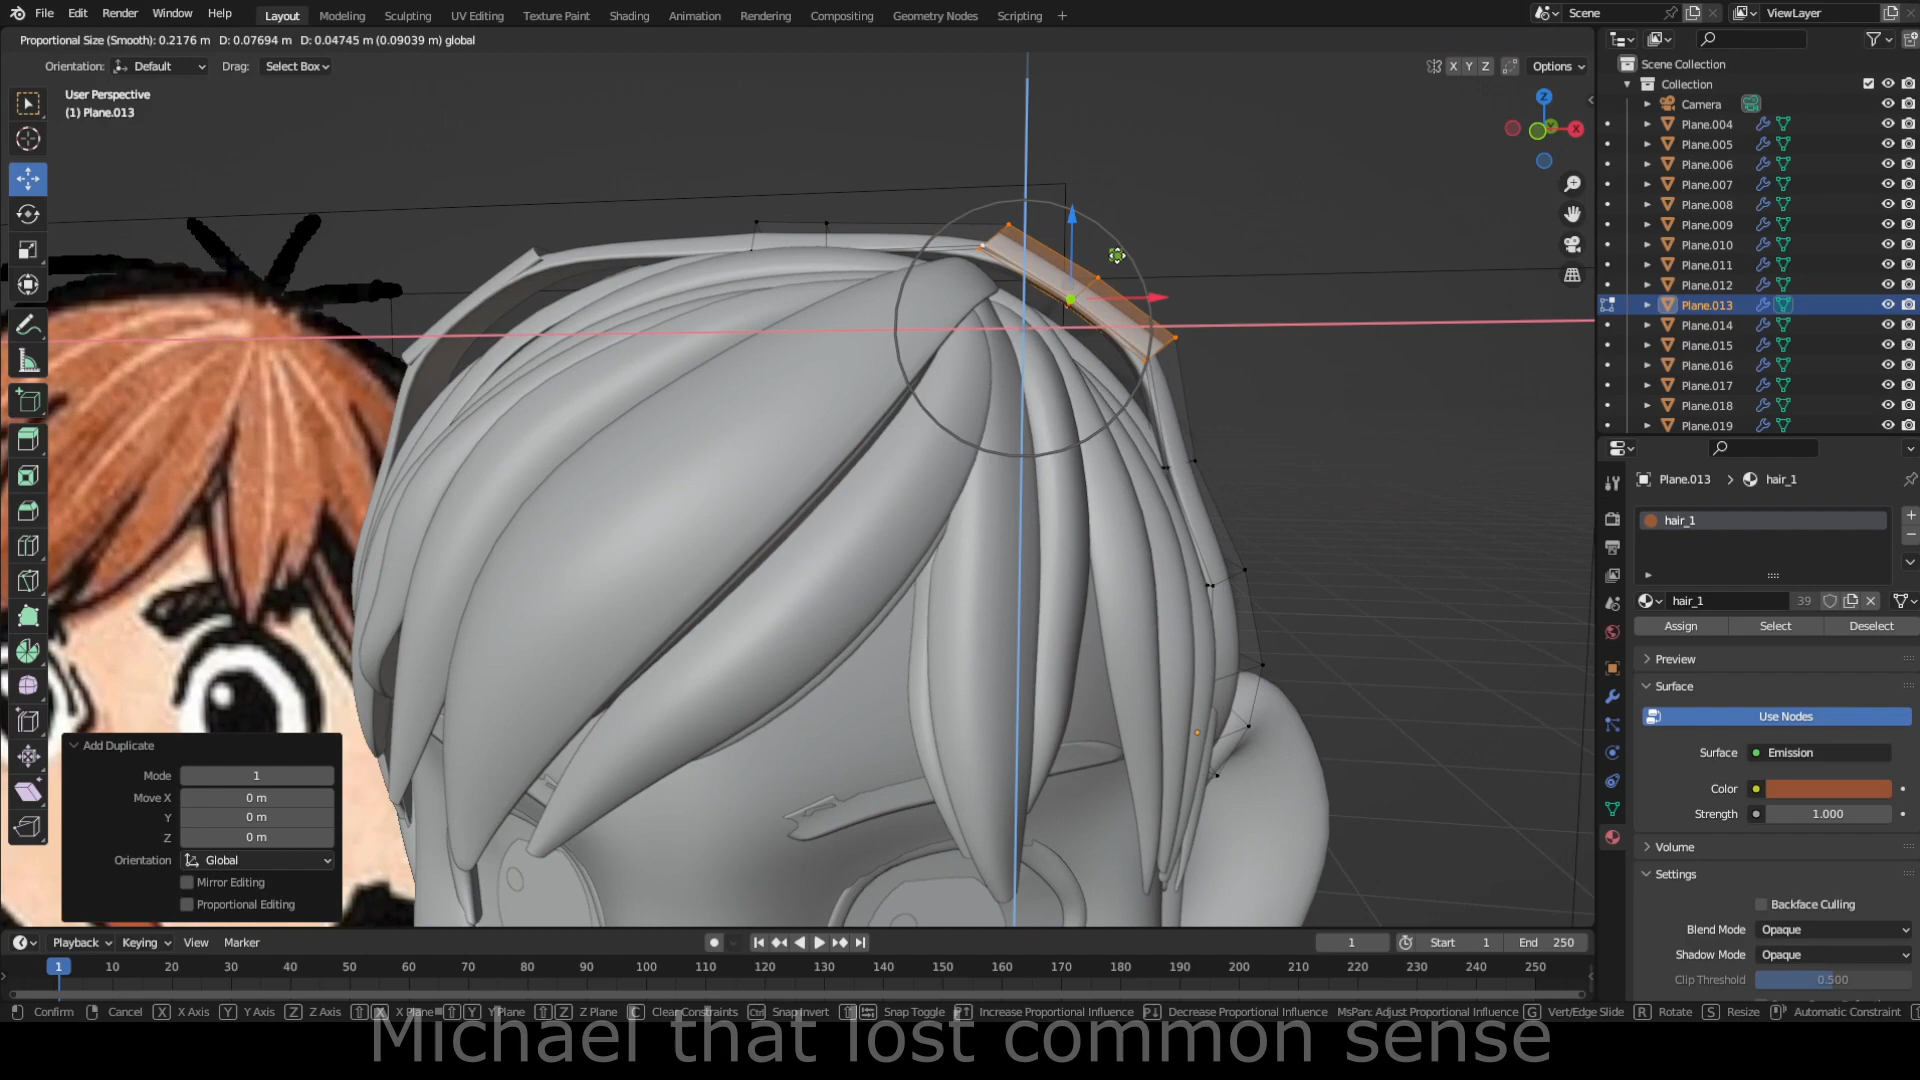 File Edit Render Window Help Layout Modeling Sculpting UV Editing Texture Paint Shading Animation Rendering Compositing Geometry Nodes Scripting + Scene ViewLayer
Proportional Size (Smooth): 0.2176 m D: 0.07694 m D: 0.04745 m (0.09039 m) global
Orientation: Default Drag: Select Box X Y Z Options
User Perspective
(1) Plane.013
Z
X
Scene Collection
Collection
Camera
Plane.004
Plane.005
Plane.006
Plane.007
Plane.008
Plane.009
Plane.010
Plane.011
Plane.012
Plane.013
Plane.014
Plane.015
Plane.016
Plane.017
Plane.018
Plane.019
Plane.013 > hair_1
hair_1
hair_1 39
Assign Select Deselect
Preview
Surface
Use Nodes
Surface Emission
Color
Strength 1.000
Volume
Settings
Backface Culling
Blend Mode Opaque
Shadow Mode Opaque
Clip Threshold 0.500
Add Duplicate
Mode 1
Move X 0 m
Y 0 m
Z 0 m
Orientation Global
Mirror Editing
Proportional Editing
Playback Keying View Marker 1 Start 1 End 250
1 10 20 30 40 50 60 70 80 90 100 110 120 130 140 150 160 170 180 190 200 210 220 230 240 250
Confirm Cancel X X Axis Y Y Axis Z Z Axis X X Plane Y Y Plane Z Z Plane C Clear Constraints Ctrl Snap Invert Snap Toggle Increase Proportional Influence Decrease Proportional Influence MsPan: Adjust Proportional Influence G Vert/Edge Slide R Rotate S Resize Automatic Constraint
Michael that lost common sense